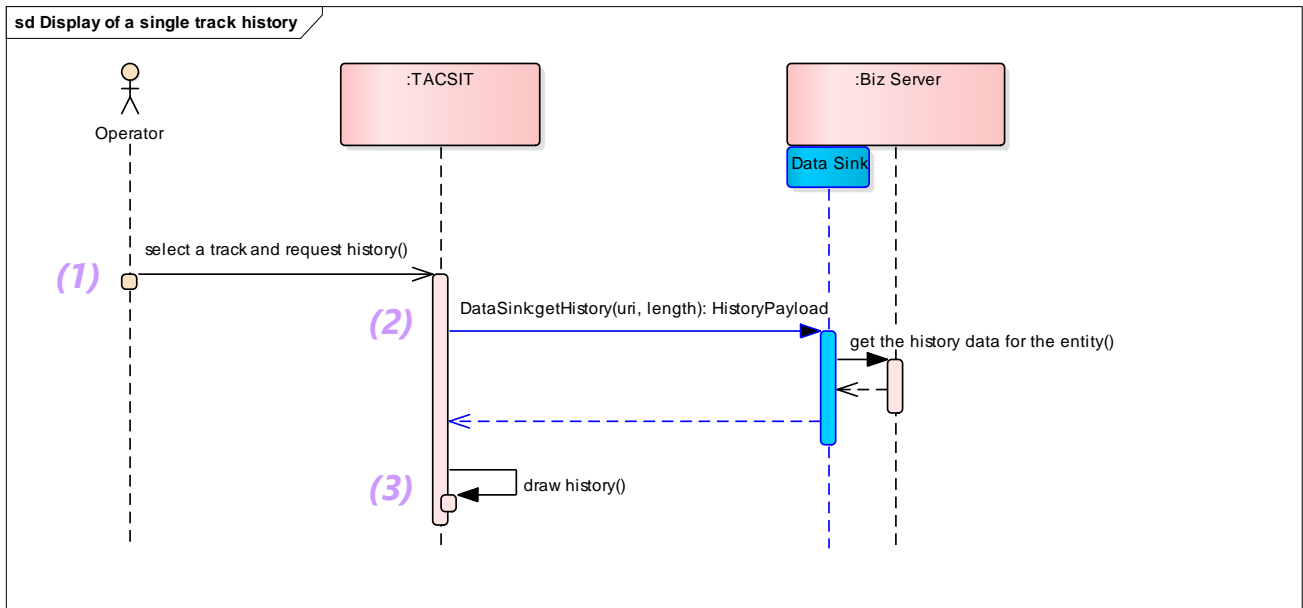 sd Display of a single track history
:TACSIT
:Biz Server
Operator
Data Sink
select a track and request history()
(1)
DataSink:getHistory(uri, length): HistoryPayload
(2)
get the history data for the entity()
draw history()
(3)